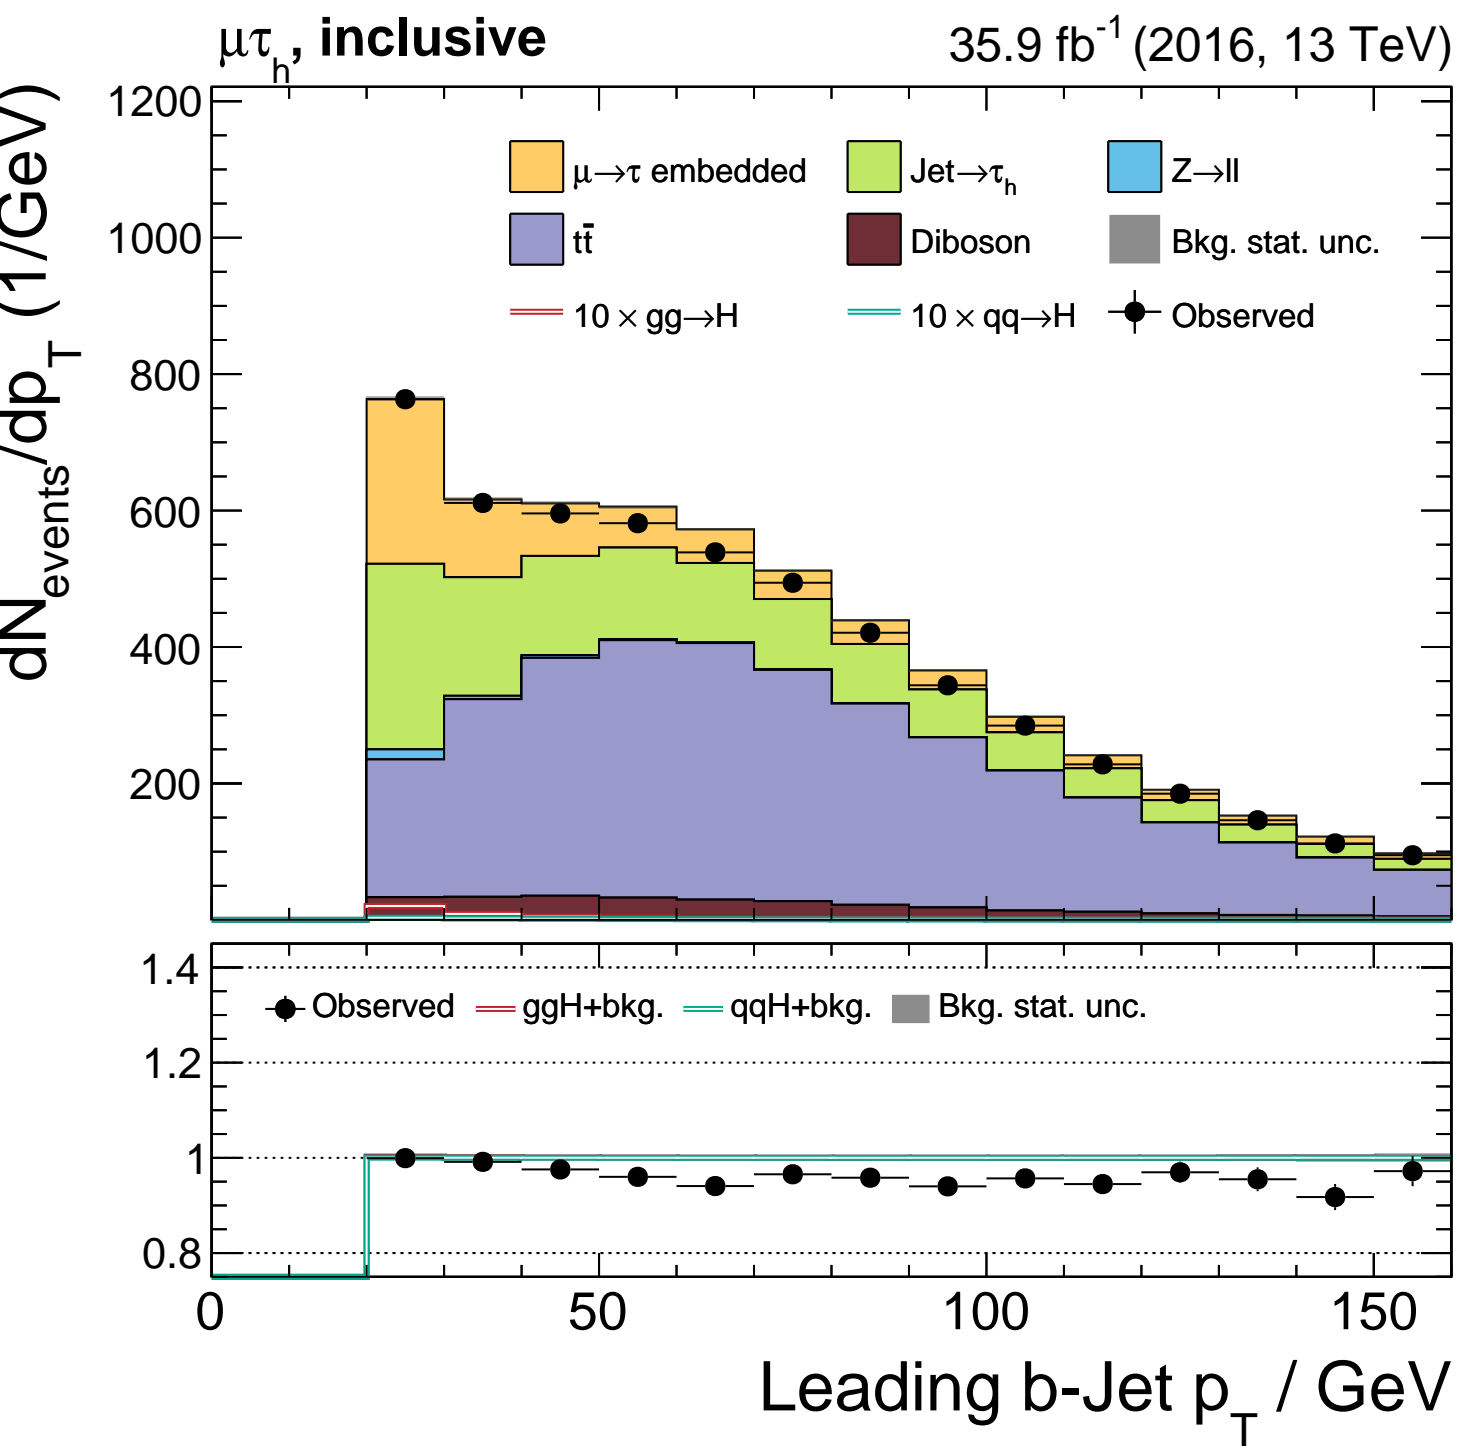 μτh, inclusive
35.9 fb-1 (2016, 13 TeV)
dNevents/dpT (1/GeV)
1200
1000
800
600
400
200
μ→τ embedded
Jet→τh
Z→ll
tt̄
Diboson
Bkg. stat. unc.
10 × gg→H
10 × qq→H
Observed
1.4
1.2
1
0.8
Observed
ggH+bkg.
qqH+bkg.
Bkg. stat. unc.
0
50
100
150
Leading b-Jet pT / GeV